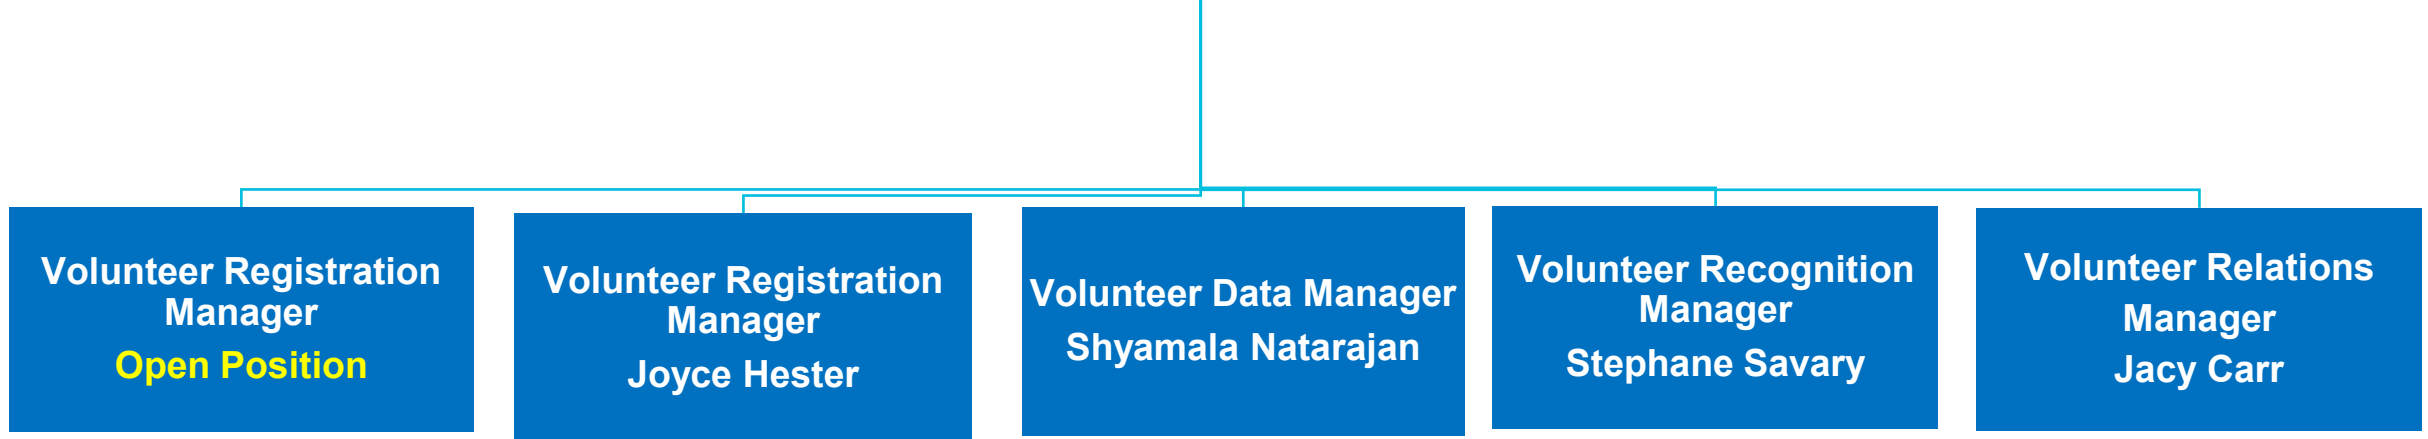 Volunteer Registration
Manager
Open Position
Volunteer Registration
Manager
Joyce Hester
Volunteer Data Manager
Shyamala Natarajan
Volunteer Recognition
Manager
Stephane Savary
Volunteer Relations
Manager
Jacy Carr